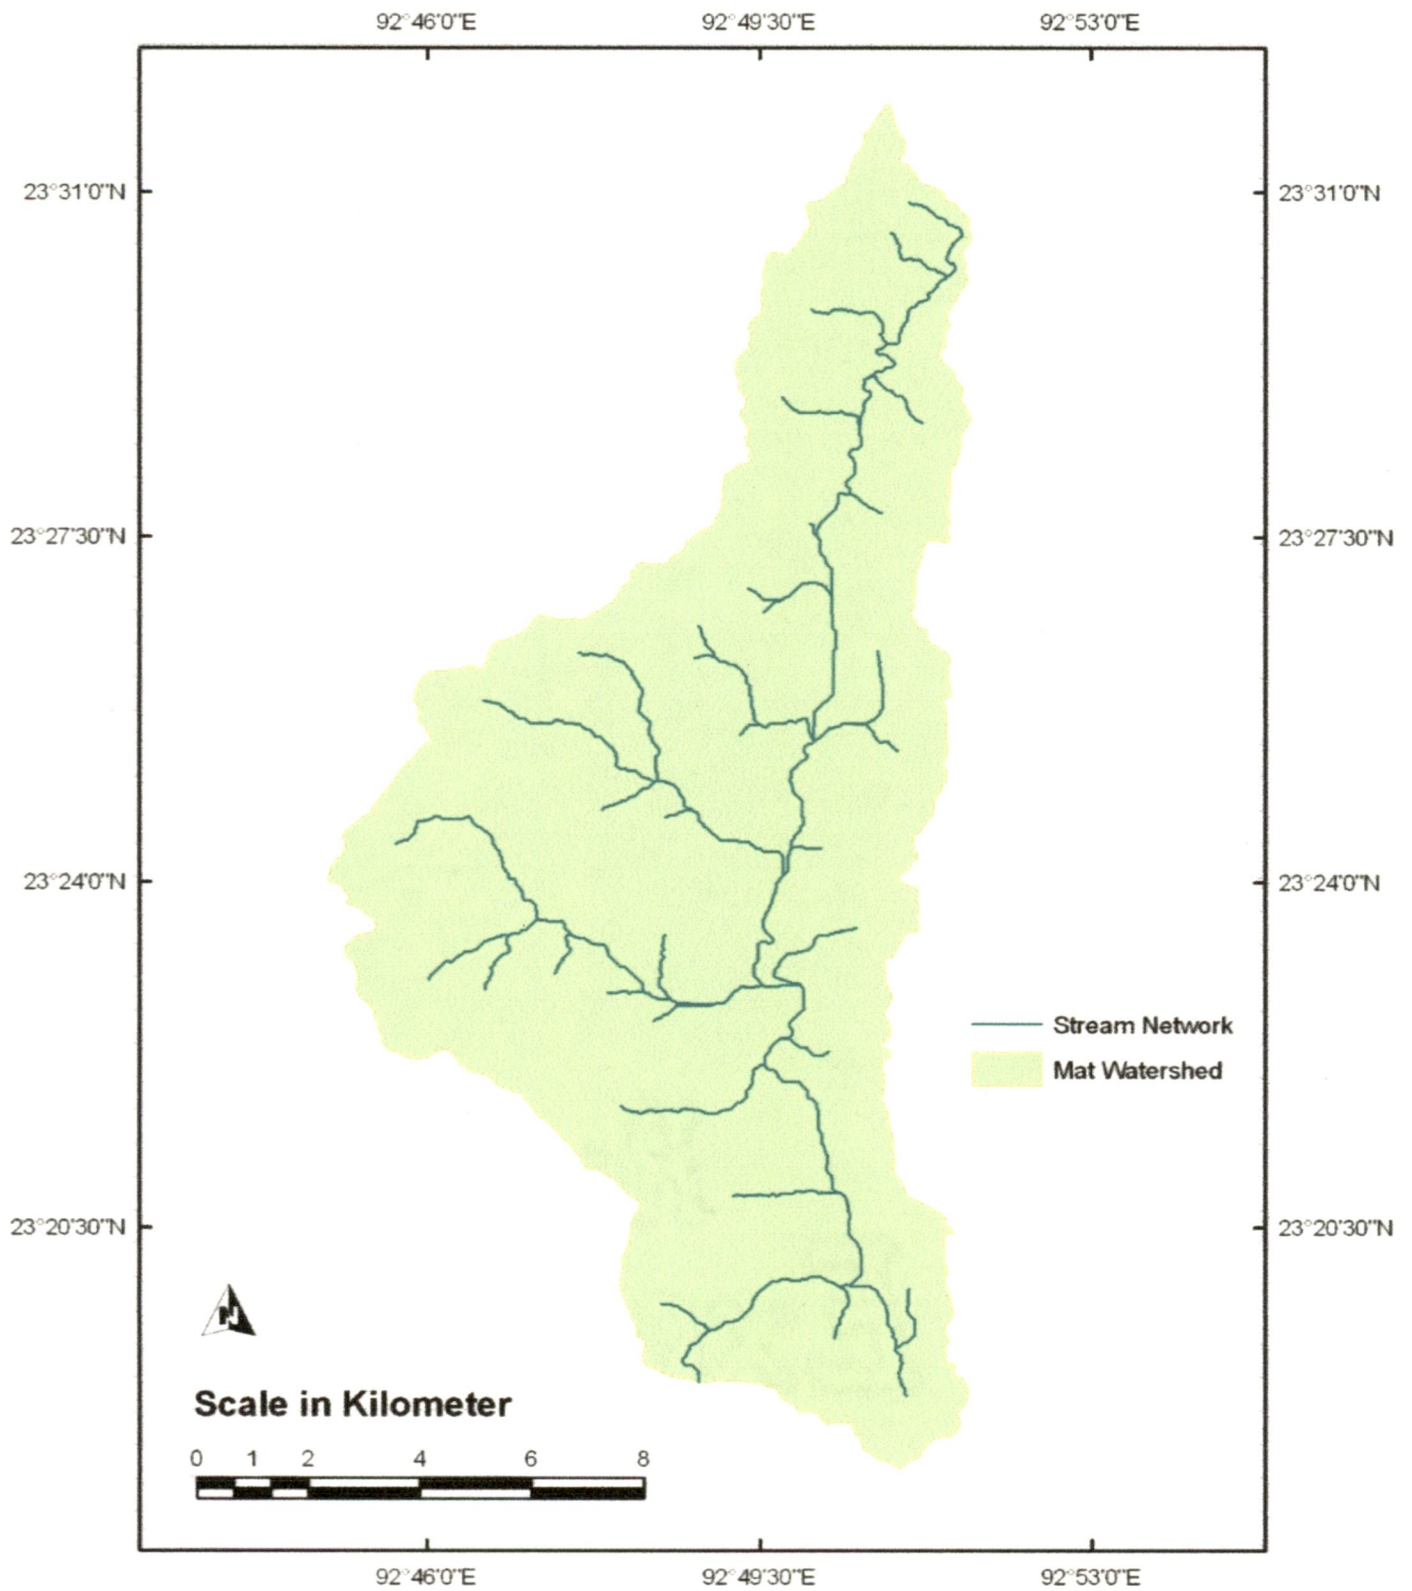 92°46'0"E 92°49'30"E 92°53'0"E
23°31'0"N 23°31'0"N
23°27'30"N 23°27'30"N
23°24'0"N 23°24'0"N
Stream Network
Mat Watershed
23°20'30"N 23°20'30"N
N
Scale in Kilometer
0 1 2 4 6 8
92°46'0"E 92°49'30"E 92°53'0"E